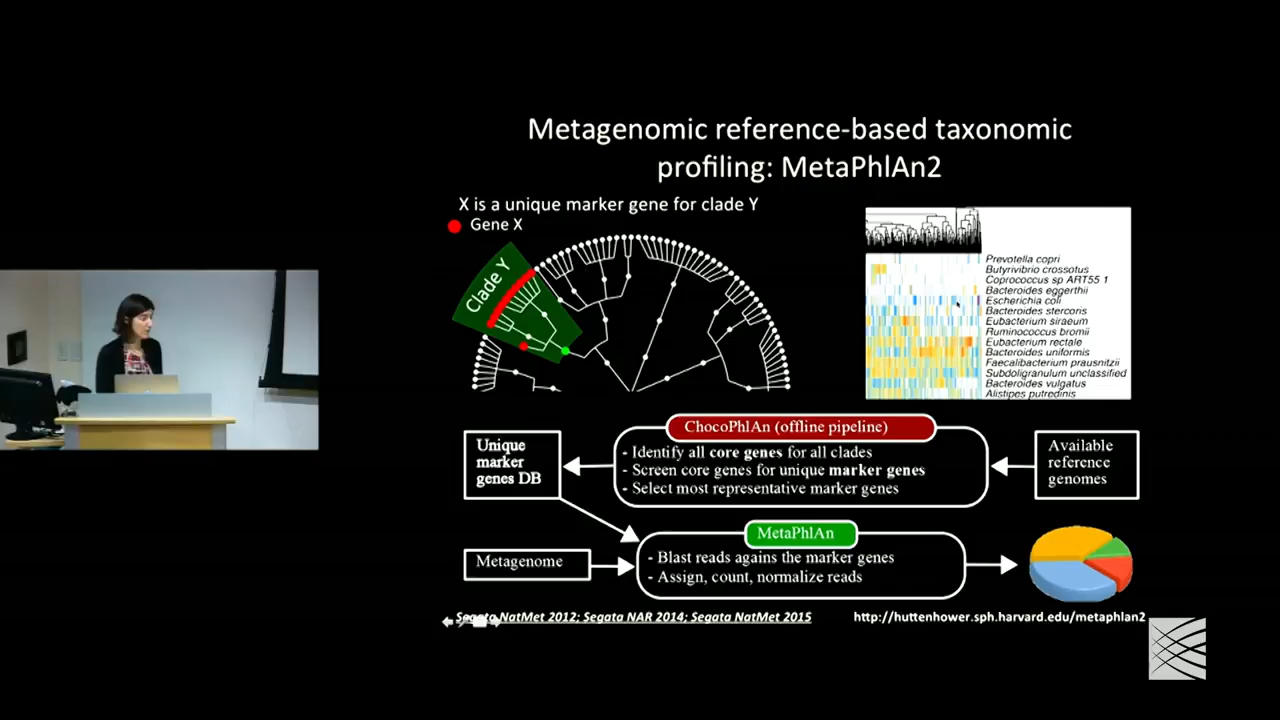 Metagenomic reference-based taxonomic
profiling: MetaPhlAn2
X is a unique marker gene for clade Y
Gene X
Clade Y
Prevotella copri
Butyrivibrio crossotus
Coprococcus sp ART55 1
Bacteroides eggerthii
Escherichia coli
Bacteroides stercoris
Eubacterium siraeum
Ruminococcus bromii
Eubacterium rectale
Bacteroides uniformis
Faecalibacterium prausnitzii
Subdoligranulum unclassified
Bacteroides vulgatus
Alistipes putredinis
ChocoPhlAn (offline pipeline)
- Identify all core genes for all clades
- Screen core genes for unique marker genes
- Select most representative marker genes
Unique
marker
genes DB
Available
reference
genomes
MetaPhlAn
- Blast reads agains the marker genes
- Assign, count, normalize reads
Metagenome
Segata NatMet 2012; Segata NAR 2014; Segata NatMet 2015
http://huttenhower.sph.harvard.edu/metaphlan2